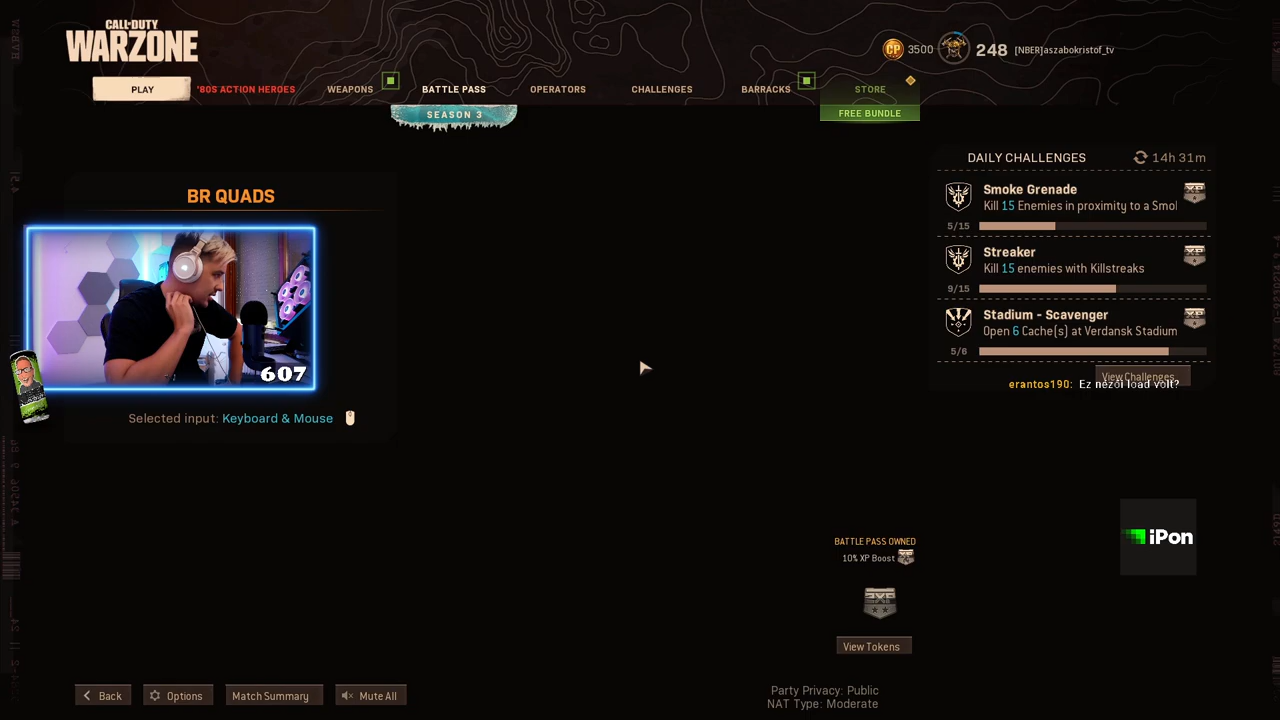 CALL OF DUTY
WARZONE
CP 3500
248
[NBER]aszabokristof_tv
PLAY
'80S ACTION HEROES
WEAPONS
BATTLE PASS
OPERATORS
CHALLENGES
BARRACKS
STORE
SEASON 3
FREE BUNDLE
DAILY CHALLENGES
14h 31m
BR QUADS
Smoke Grenade
Kill 15 Enemies in proximity to a Smo
5/15
Streaker
Kill 15 enemies with Killstreaks
9/15
Stadium - Scavenger
Open 6 Cache(s) at Verdansk Stadium
5/6
View Challenges
erantos190: Ez nézői load volt?
607
Selected input: Keyboard & Mouse
iPon
BATTLE PASS OWNED
10% XP Boost
View Tokens
Back
Options
Match Summary
Mute All
Party Privacy: Public
NAT Type: Moderate